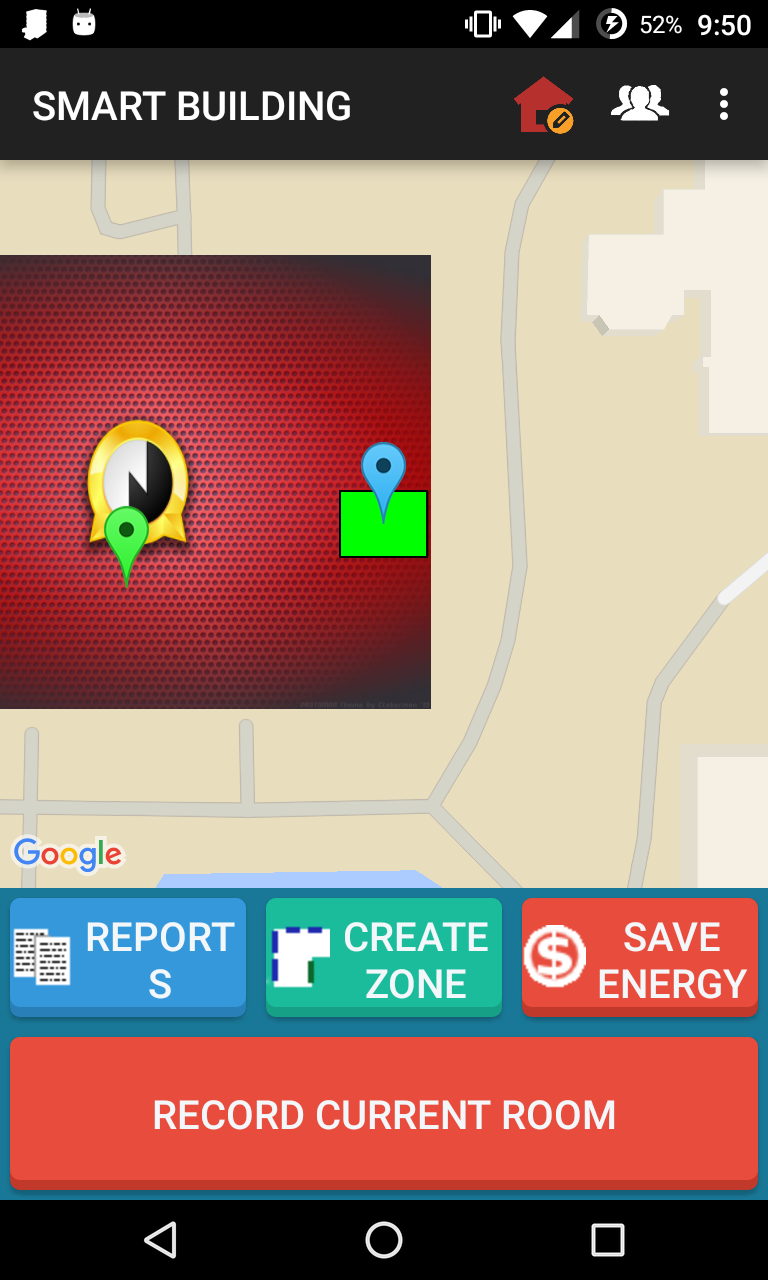 52% 9:50
SMART BUILDING
Google
REPORT
S
CREATE
ZONE
SAVE
ENERGY
RECORD CURRENT ROOM